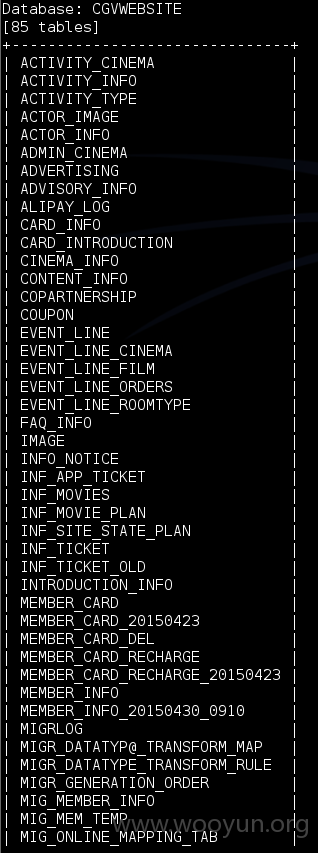 Database: CGVWEBSITE
[85 tables]
+------------------------------+
| ACTIVITY_CINEMA |
| ACTIVITY_INFO |
| ACTIVITY_TYPE |
| ACTOR_IMAGE |
| ACTOR_INFO |
| ADMIN_CINEMA |
| ADVERTISING |
| ADVISORY_INFO |
| ALIPAY_LOG |
| CARD_INFO |
| CARD_INTRODUCTION |
| CINEMA_INFO |
| CONTENT_INFO |
| COPARTNERSHIP |
| COUPON |
| EVENT_LINE |
| EVENT_LINE_CINEMA |
| EVENT_LINE_FILM |
| EVENT_LINE_ORDERS |
| EVENT_LINE_ROOMTYPE |
| FAQ_INFO |
| IMAGE |
| INFO_NOTICE |
| INF_APP_TICKET |
| INF_MOVIES |
| INF_MOVIE_PLAN |
| INF_SITE_STATE_PLAN |
| INF_TICKET |
| INF_TICKET_OLD |
| INTRODUCTION_INFO |
| MEMBER_CARD |
| MEMBER_CARD_20150423 |
| MEMBER_CARD_DEL |
| MEMBER_CARD_RECHARGE |
| MEMBER_CARD_RECHARGE_20150423 |
| MEMBER_INFO |
| MEMBER_INFO_20150430_0910 |
| MIGRLOG |
| MIGR_DATATYP@_TRANSFORM_MAP |
| MIGR_DATATYPE_TRANSFORM_RULE |
| MIGR_GENERATION_ORDER |
| MIG_MEMBER_INFO |
| MIG_MEM_TEMP |
| MIG_ONLINE_MAPPING_TAB |
www.wooyun.org